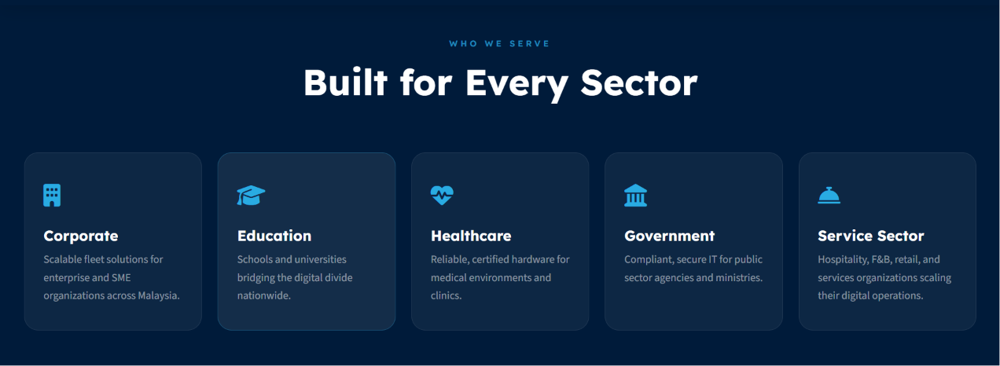 WHO WE SERVE
Built for Every Sector
Corporate
Scalable fleet solutions for
enterprise and SME
organizations across Malaysia.
Education
Schools and universities
bridging the digital divide
nationwide.
Healthcare
Reliable, certified hardware for
medical environments and
clinics.
Government
Compliant, secure IT for public
sector agencies and ministries.
Service Sector
Hospitality, F&B, retail, and
services organizations scaling
their digital operations.